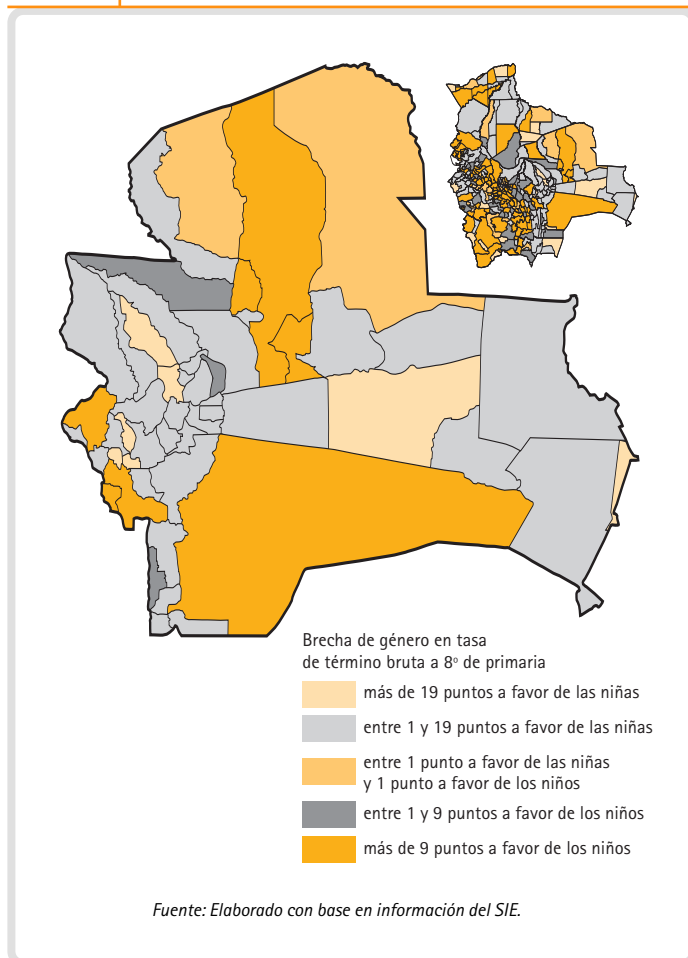 Brecha de género en tasa
de término bruta a 8º de primaria
más de 19 puntos a favor de las niñas
entre 1 y 19 puntos a favor de las niñas
entre 1 punto a favor de las niñas
y 1 punto a favor de los niños
entre 1 y 9 puntos a favor de los niños
más de 9 puntos a favor de los niños
Fuente: Elaborado con base en información del SIE.